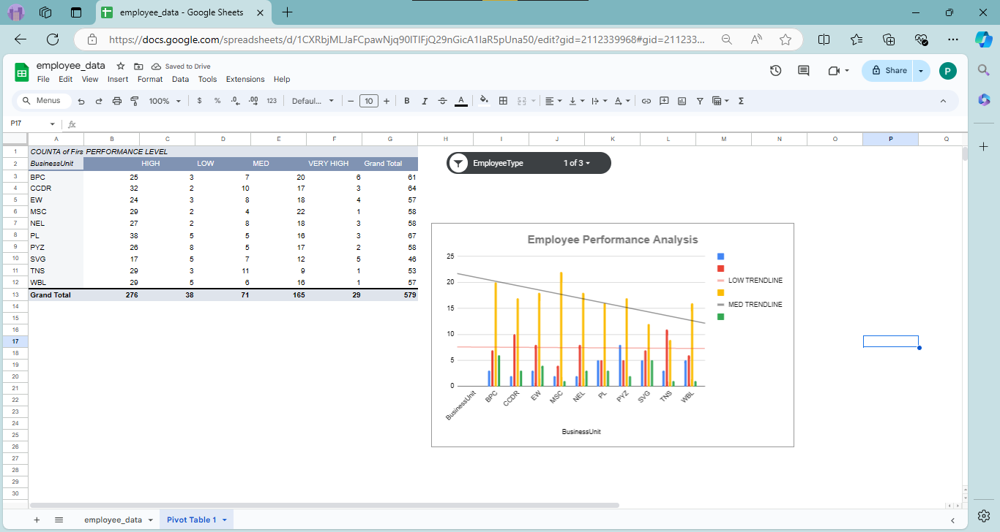 employee_data - Google Sheets
https://docs.google.com/spreadsheets/d/1CXRbjMLJaFCpawNjq90lTIFjQ29nGicA1IaR5pUna50/edit?gid=2112339968#gid=211233...
employee_data Saved to Drive
File Edit View Insert Format Data Tools Extensions Help
Share P
Menus 100% $ % .0 .00 123 Defaul... 10 B I A
P17 fx
A B C D E F G H I J K L M N O P Q
1 COUNTA of Firs PERFORMANCE LEVEL
2 BusinessUnit HIGH LOW MED VERY HIGH Grand Total
3 BPC 25 3 7 20 6 61
4 CCDR 32 2 10 17 3 64
5 EW 24 3 8 18 4 57
6 MSC 29 2 4 22 1 58
7 NEL 27 2 8 18 3 58
8 PL 38 5 5 16 3 67
9 PYZ 26 8 5 17 2 58
10 SVG 17 5 7 12 5 46
11 TNS 29 3 11 9 1 53
12 WBL 29 5 6 16 1 57
13 Grand Total 276 38 71 165 29 579
14
15
16
17
18
19
20
21
22
23
24
25
26
27
28
29
30
EmployeeType 1 of 3
Employee Performance Analysis
25
20
15
10
5
0
LOW TRENDLINE
MED TRENDLINE
BusinessUnit BPC CCDR EW MSC NEL PL PYZ SVG TNS WBL
BusinessUnit
employee_data Pivot Table 1